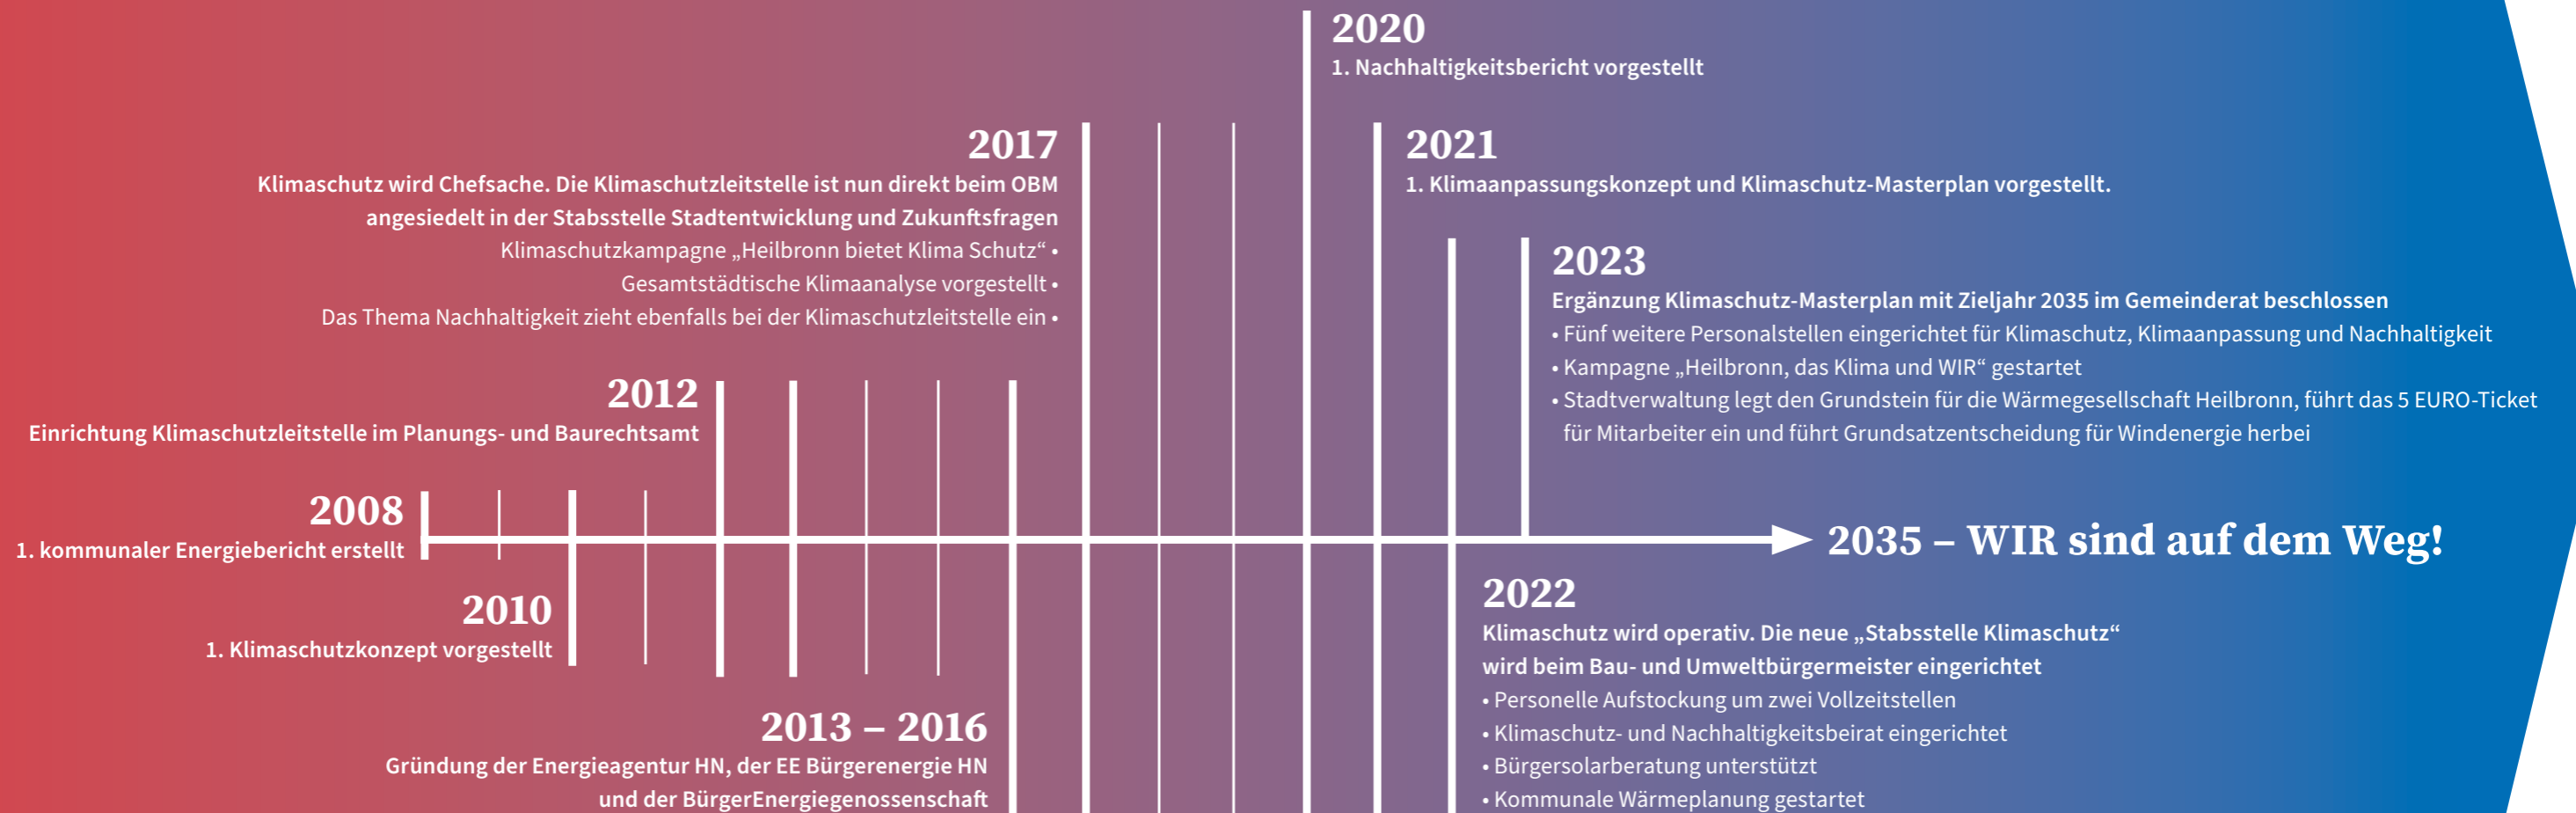 2020
1. Nachhaltigkeitsbericht vorgestellt
2017
Klimaschutz wird Chefsache. Die Klimaschutzleitstelle ist nun direkt beim OBM
angesiedelt in der Stabsstelle Stadtentwicklung und Zukunftsfragen
Klimaschutzkampagne „Heilbronn bietet Klima Schutz“ •
Gesamtstädtische Klimaanalyse vorgestellt •
Das Thema Nachhaltigkeit zieht ebenfalls bei der Klimaschutzleitstelle ein •
2021
1. Klimaanpassungskonzept und Klimaschutz-Masterplan vorgestellt.
2023
Ergänzung Klimaschutz-Masterplan mit Zieljahr 2035 im Gemeinderat beschlossen
• Fünf weitere Personalstellen eingerichtet für Klimaschutz, Klimaanpassung und Nachhaltigkeit
• Kampagne „Heilbronn, das Klima und WIR“ gestartet
• Stadtverwaltung legt den Grundstein für die Wärmegesellschaft Heilbronn, führt das 5 EURO-Ticket
für Mitarbeiter ein und führt Grundsatzentscheidung für Windenergie herbei
2012
Einrichtung Klimaschutzleitstelle im Planungs- und Baurechtsamt
2008
1. kommunaler Energiebericht erstellt
2035 – WIR sind auf dem Weg!
2010
1. Klimaschutzkonzept vorgestellt
2013 – 2016
Gründung der Energieagentur HN, der EE Bürgerenergie HN
und der BürgerEnergiegenossenschaft
2022
Klimaschutz wird operativ. Die neue „Stabsstelle Klimaschutz“
wird beim Bau- und Umweltbürgermeister eingerichtet
• Personelle Aufstockung um zwei Vollzeitstellen
• Klimaschutz- und Nachhaltigkeitsbeirat eingerichtet
• Bürgersolarberatung unterstützt
• Kommunale Wärmeplanung gestartet